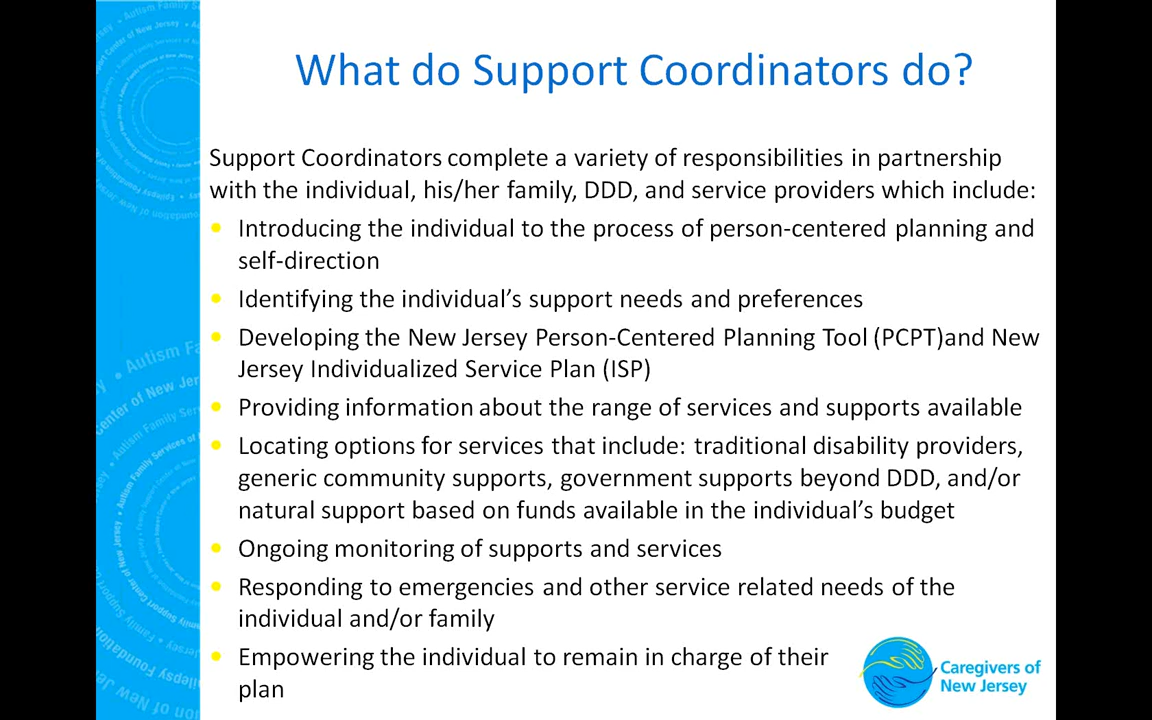 What do Support Coordinators do?
Support Coordinators complete a variety of responsibilities in partnership
with the individual, his/her family, DDD, and service providers which include:
• Introducing the individual to the process of person-centered planning and
self-direction
• Identifying the individual’s support needs and preferences
• Developing the New Jersey Person-Centered Planning Tool (PCPT)and New
Jersey Individualized Service Plan (ISP)
• Providing information about the range of services and supports available
• Locating options for services that include: traditional disability providers,
generic community supports, government supports beyond DDD, and/or
natural support based on funds available in the individual’s budget
• Ongoing monitoring of supports and services
• Responding to emergencies and other service related needs of the
individual and/or family
• Empowering the individual to remain in charge of their
plan
Caregivers of
New Jersey